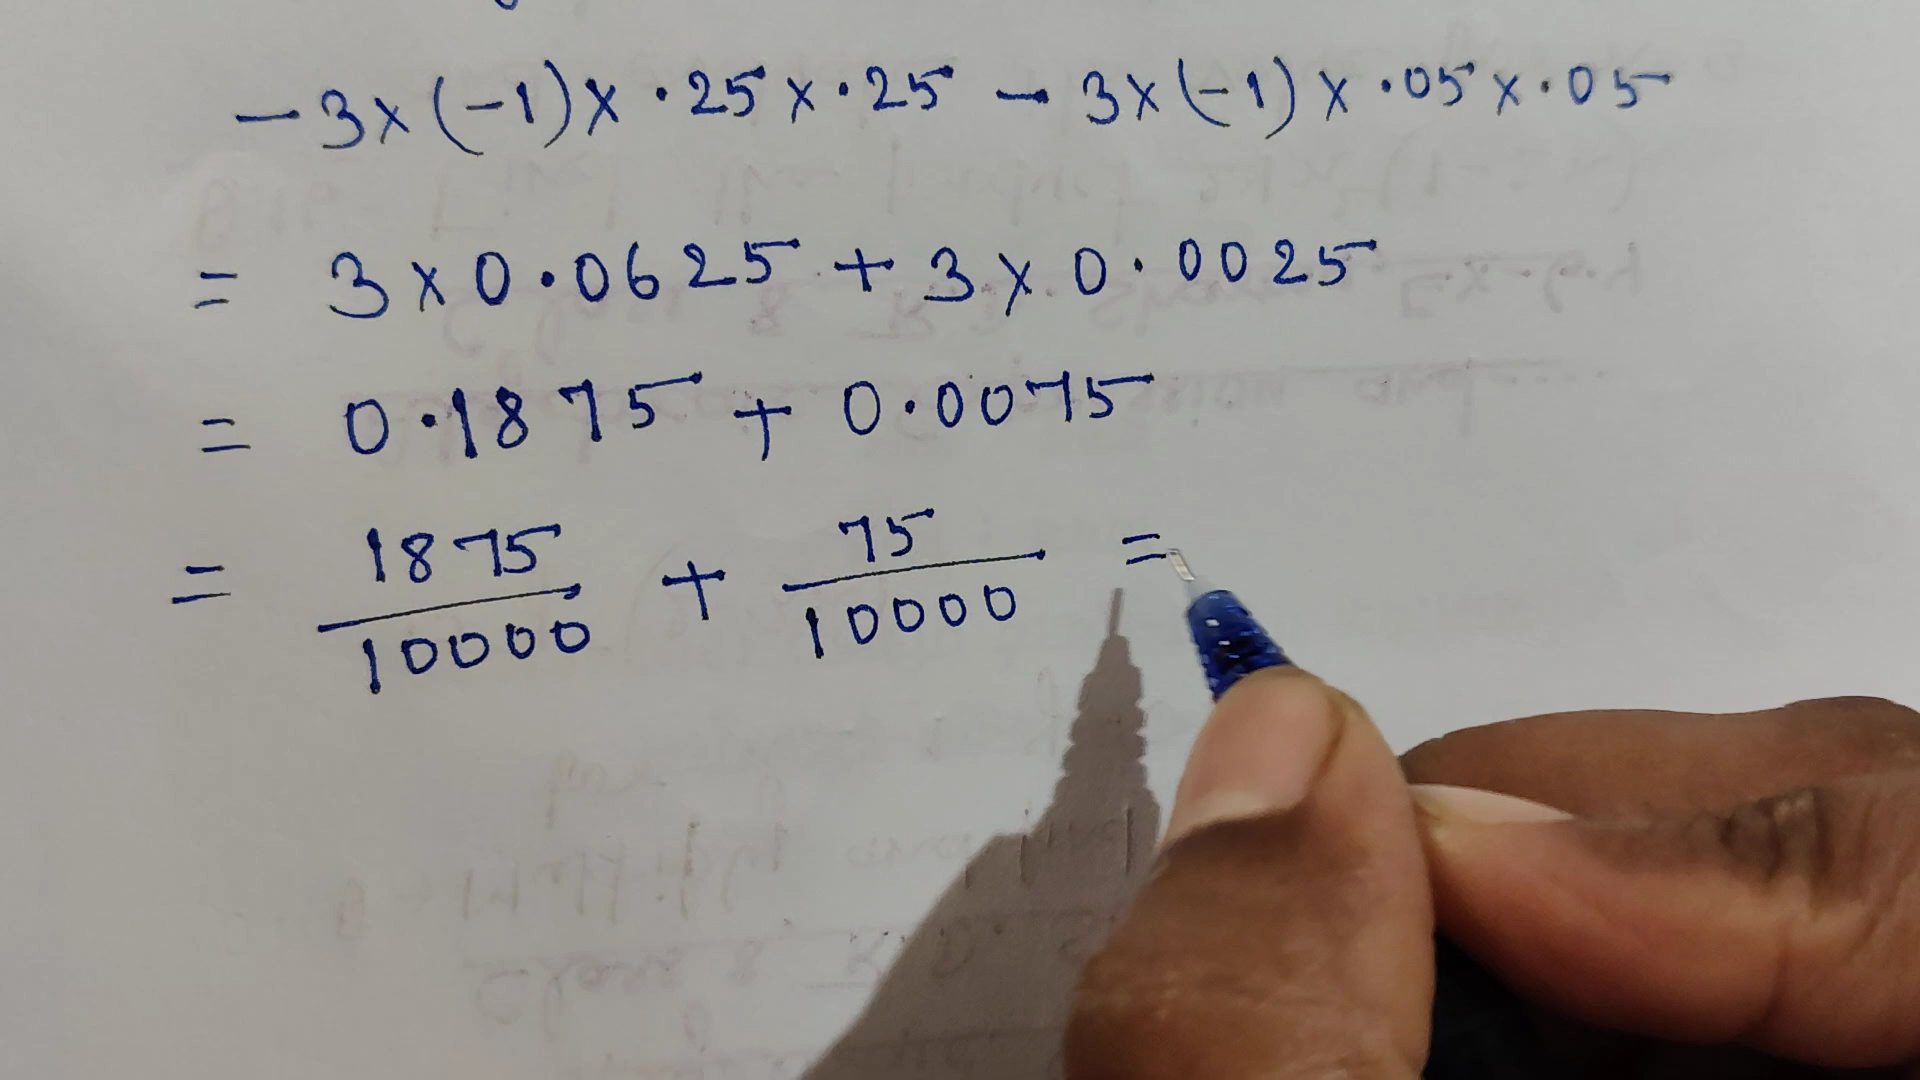 -3×(-1)×.25×.25 - 3×(-1)×.05×.05
= 3×0.0625 + 3×0.0025
= 0.1875 + 0.0075
= 1875/10000 + 75/10000 =